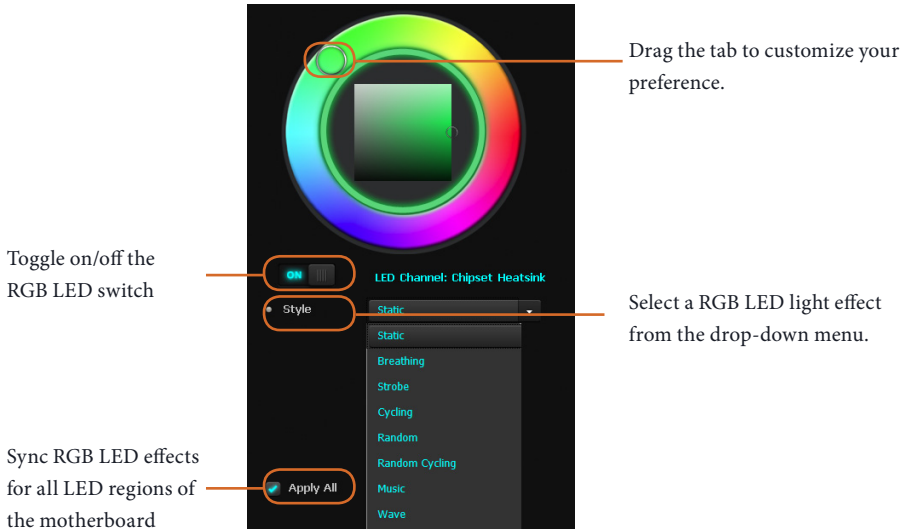 Drag the tab to customize your
preference.
Toggle on/off the
RGB LED switch
ON
LED Channel: Chipset Heatsink
Style
Static
Select a RGB LED light effect
from the drop-down menu.
Static
Breathing
Strobe
Cycling
Random
Random Cycling
Music
Wave
Sync RGB LED effects
for all LED regions of
the motherboard
Apply All